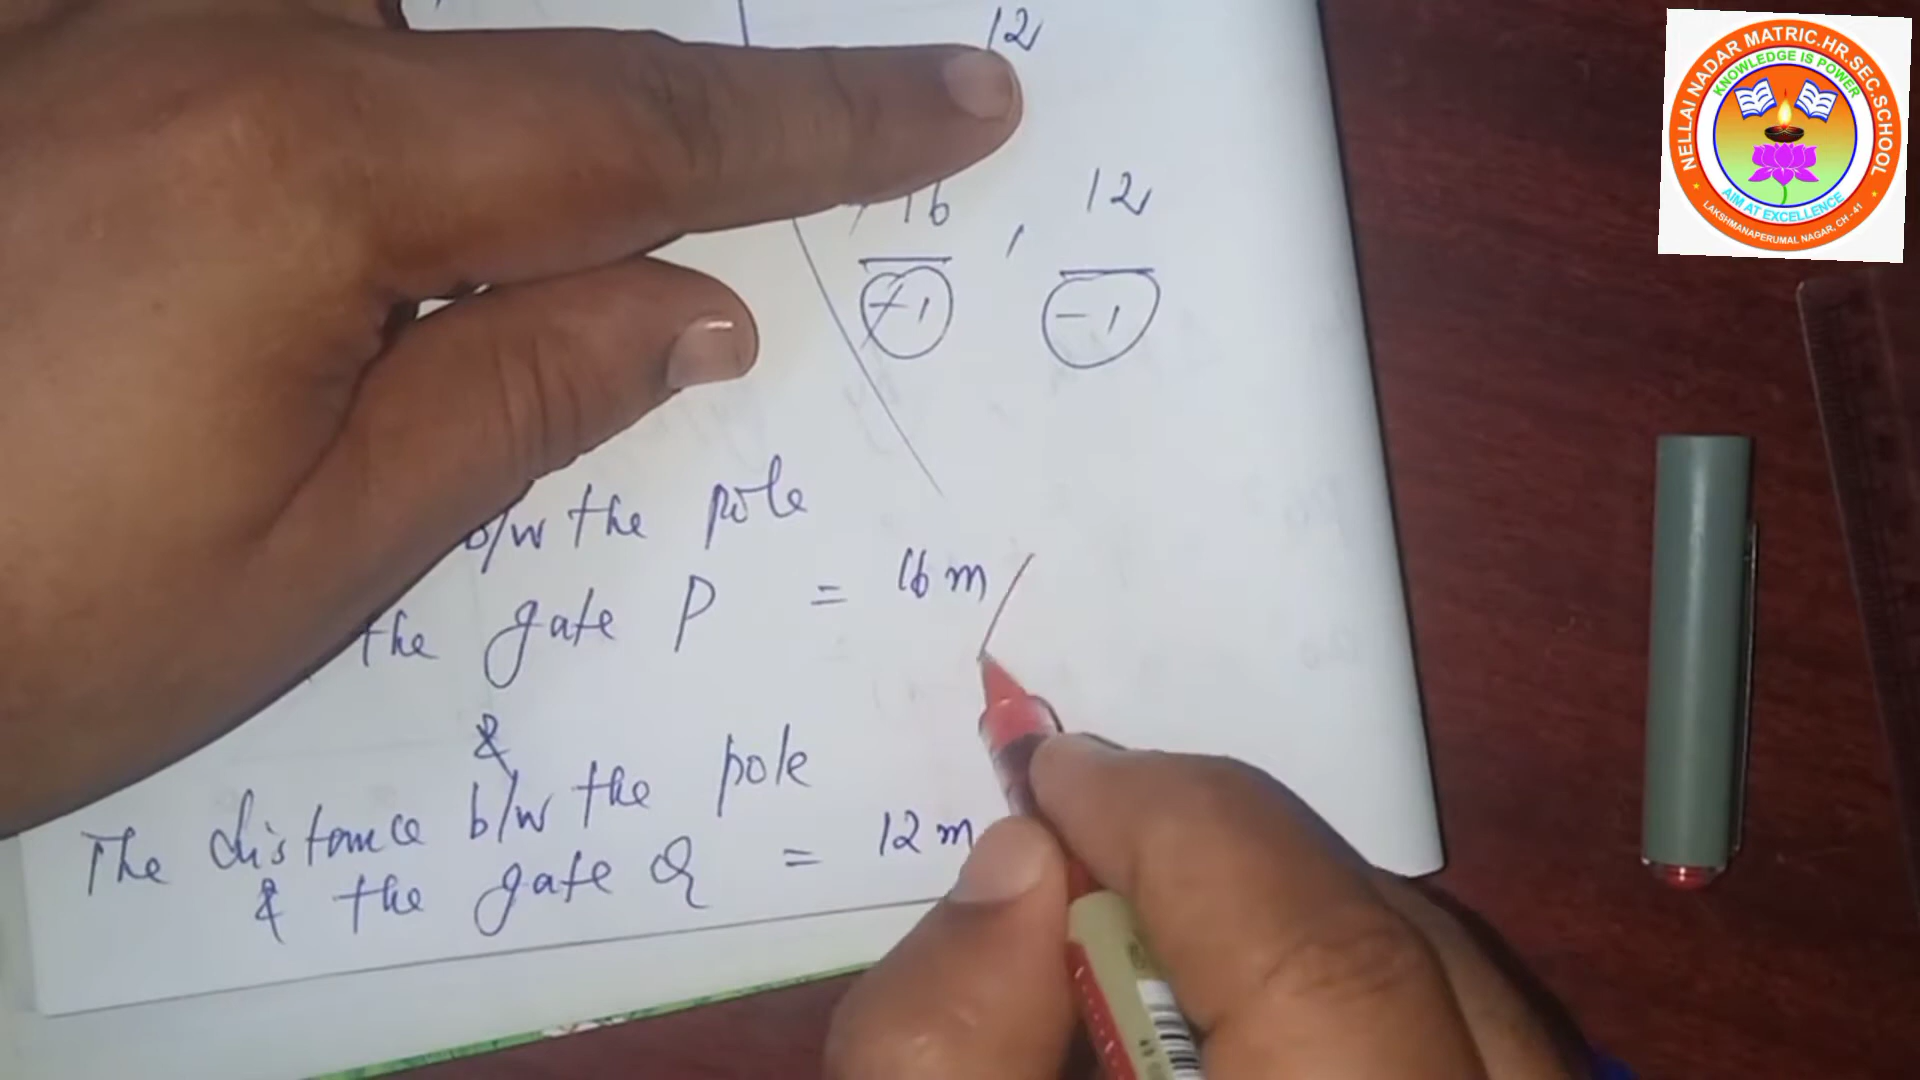 12
16 , 12
-1 -1
b/w the pole
the gate P = 16 m
&
The distance b/w the pole
& the gate Q = 12 m
NELLAI NADAR MATRIC.HR.SEC.SCHOOL
KNOWLEDGE IS POWER
AIM AT EXCELLENCE
LAKSHMANAPERUMAL NAGAR, CH - 41